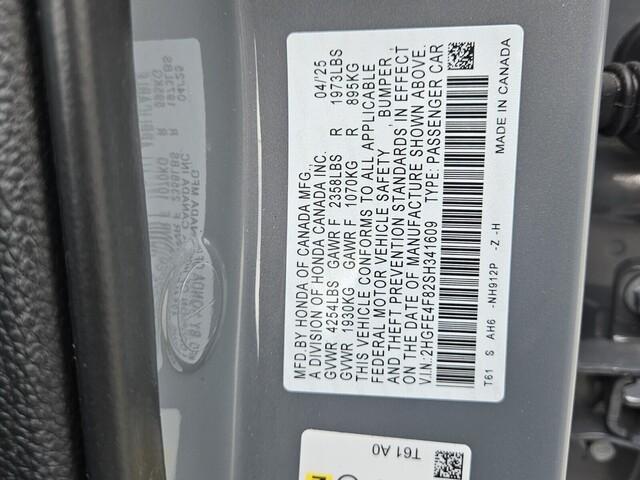 MFD.BY HONDA OF CANADA MFG.,
A DIVISION OF HONDA CANADA INC. 04/'25
GVWR 4254LBS GAWR F 2358LBS R 1973LBS
GVWR 1930KG GAWR F 1070KG R 895KG
THIS VEHICLE CONFORMS TO ALL APPLICABLE
FEDERAL MOTOR VEHICLE SAFETY , BUMPER ,
AND THEFT PREVENTION STANDARDS IN EFFECT
ON THE DATE OF MANUFACTURE SHOWN ABOVE.
V.I.N:2HGFE4F82SH341609 TYPE:PASSENGER CAR
T61 S AH6 -NH912P -Z -H MADE IN CANADA
T61 A0